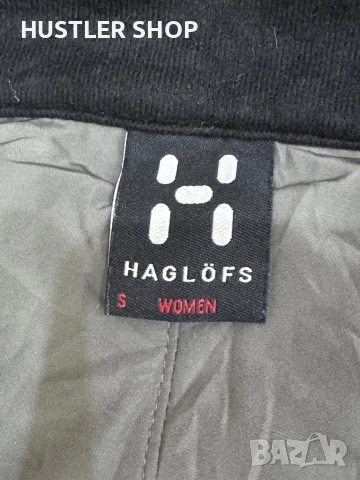 HUSTLER SHOP
HAGLÖFS
S WOMEN
BAZAR